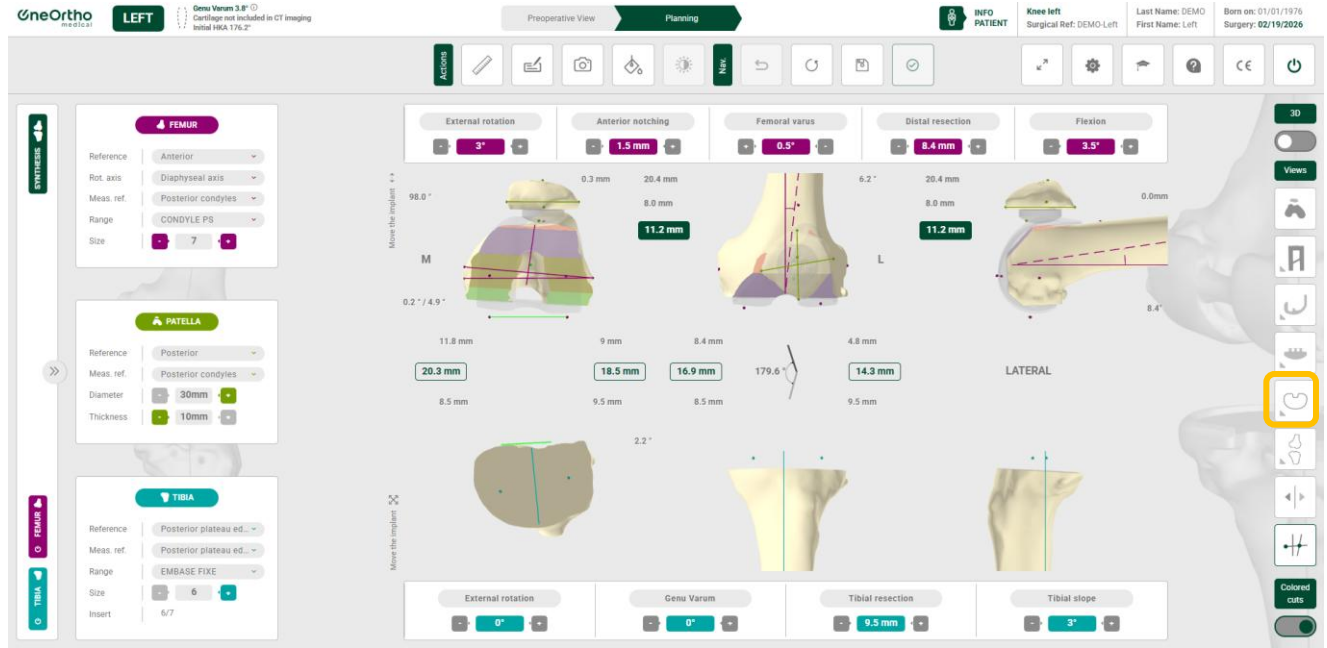 OneOrtho
medical
LEFT
Genu Varum 3.8°
Cartilage not included in CT imaging
Initial HKA 176.2°
Preoperative View
Planning
INFO
PATIENT
Knee left
Surgical Ref: DEMO-Left
Last Name: DEMO
First Name: Left
Born on: 01/01/1976
Surgery: 02/19/2026
Actions
Nav.
CE
SYNTHESIS
FEMUR
Reference Anterior
Rot. axis Diaphyseal axis
Meas. ref. Posterior condyles
Range CONDYLE PS
Size - 7 +
PATELLA
Reference Posterior
Meas. ref. Posterior condyles
Diameter - 30mm +
Thickness - 10mm +
TIBIA
Reference Posterior plateau ed...
Meas. ref. Posterior plateau ed...
Range EMBASE FIXE
Size - 6 +
Insert 6/7
FEMUR
TIBIA
External rotation
- 3° +
Anterior notching
- 1.5 mm +
Femoral varus
+ 0.5° -
Distal resection
- 8.4 mm +
Flexion
- 3.5° +
Move the implant
98.0 °
0.3 mm
20.4 mm
8.0 mm
11.2 mm
M
0.2 ° / 4.9 °
6.2 °
20.4 mm
8.0 mm
11.2 mm
L
0.0mm
8.4°
11.8 mm
9 mm
8.4 mm
4.8 mm
20.3 mm
18.5 mm
16.9 mm
179.6 °
14.3 mm
LATERAL
8.5 mm
9.5 mm
8.5 mm
9.5 mm
2.2 °
Move the implant
External rotation
- 0° +
Genu Varum
- 0° +
Tibial resection
- 9.5 mm +
Tibial slope
- 3° +
3D
Views
Colored
cuts